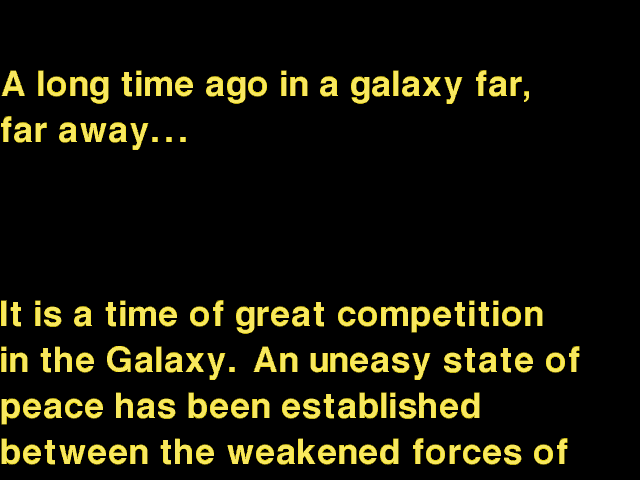 A long time ago in a galaxy far,
far away...
It is a time of great competition
in the Galaxy.  An uneasy state of
peace has been established
between the weakened forces of